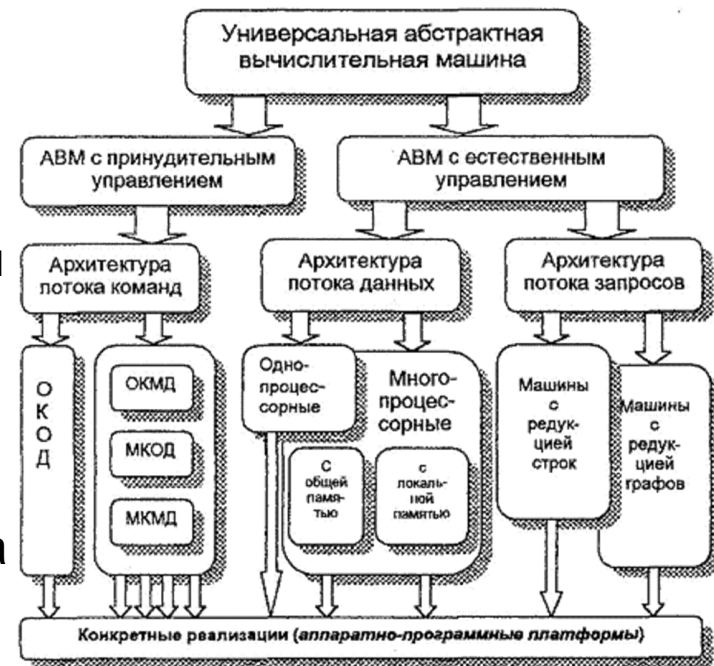 Универсальная абстрактная
вычислительная машина
АВМ с принудительным
управлением
АВМ с естественным
управлением
Архитектура
потока команд
Архитектура
потока данных
Архитектура
потока запросов
О
К
О
Д
ОКМД
МКОД
МКМД
Одно-
процес-
сорные
Много-
процес-
сорные
С
общей
памя-
тью
с
локаль-
ной
памятью
Машины
с
редук-
цией
строк
Машины
с
редук-
цией
графов
Конкретные реализации (аппаратно-программные платформы)
а